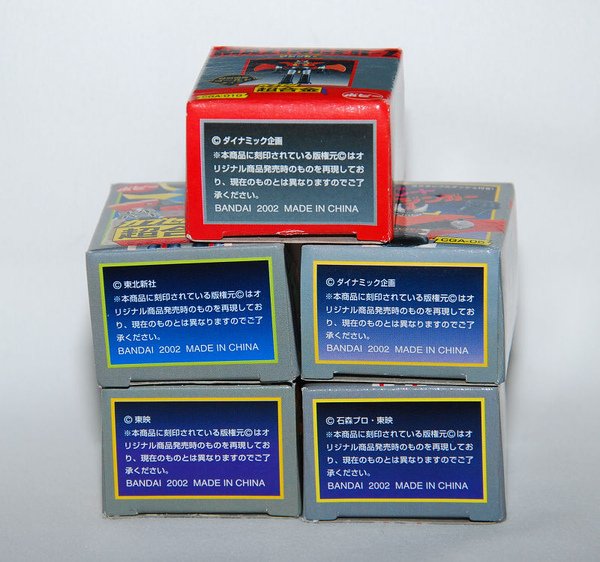 超合金
GA-01
© ダイナミック企画
※本商品に刻印されている版権元©はオ
リジナル商品発売時のものを再現してお
り、現在のものとは異なりますのでご了
承ください。
BANDAI 2002 MADE IN CHINA
超合
© 東北新社
※本商品に刻印されている版権元©はオ
リジナル商品発売時のものを再現してお
り、現在のものとは異なりますのでご了
承ください。
BANDAI 2002 MADE IN CHINA
© ダイナミック企画
※本商品に刻印されている版権元©はオ
リジナル商品発売時のものを再現してお
り、現在のものとは異なりますのでご了
承ください。
BANDAI 2002 MADE IN CHINA
© 東映
※本商品に刻印されている版権元©はオ
リジナル商品発売時のものを再現してお
り、現在のものとは異なりますのでご了
承ください。
BANDAI 2002 MADE IN CHINA
© 石森プロ・東映
※本商品に刻印されている版権元©はオ
リジナル商品発売時のものを再現してお
り、現在のものとは異なりますのでご了
承ください。
BANDAI 2002 MADE IN CHINA